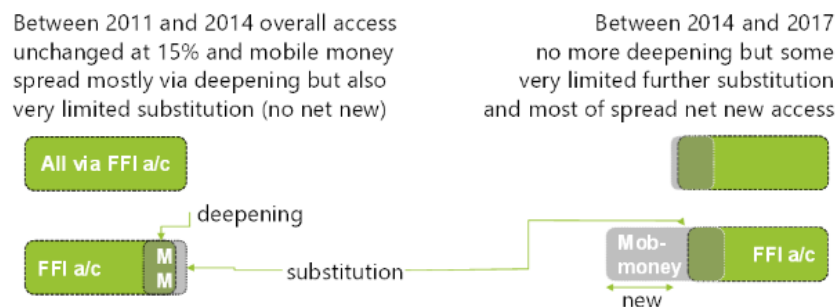 Between 2011 and 2014 overall access
unchanged at 15% and mobile money
spread mostly via deepening but also
very limited substitution (no net new)
Between 2014 and 2017
no more deepening but some
very limited further substitution
and most of spread net new access
All via FFI a/c
deepening
FFI a/c
M
M
substitution
Mob-
money
FFI a/c
new